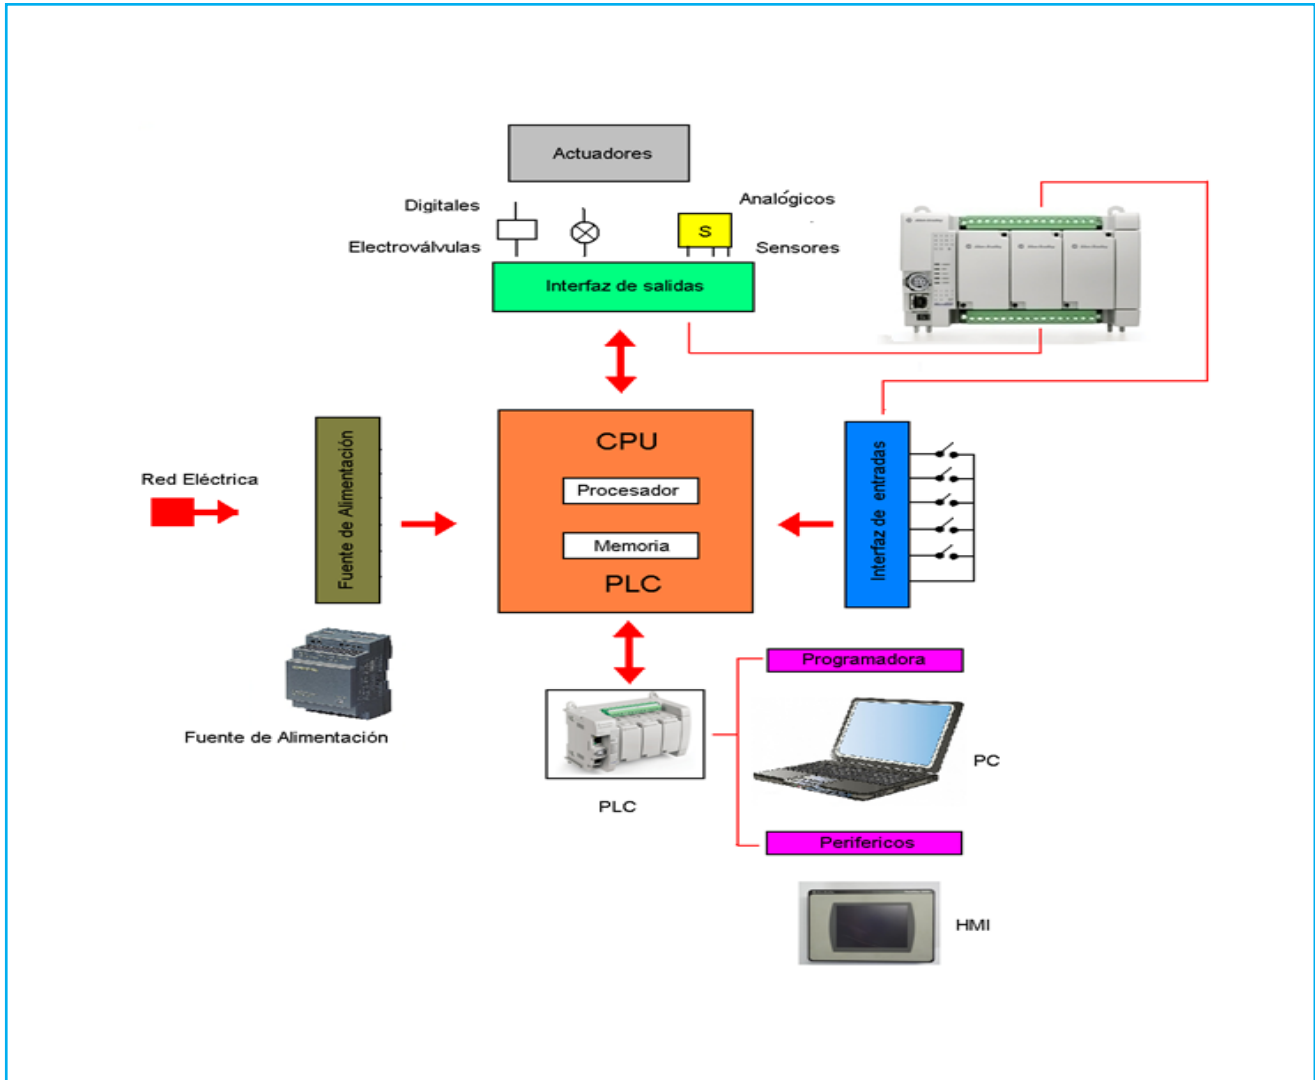 Actuadores
Digitales
Analógicos
Electroválvulas
S
Sensores
Interfaz de salidas
CPU
Procesador
Memoria
PLC
Red Eléctrica
Fuente de Alimentación
Interfaz de entradas
Fuente de Alimentación
PLC
Programadora
PC
Perifericos
HMI